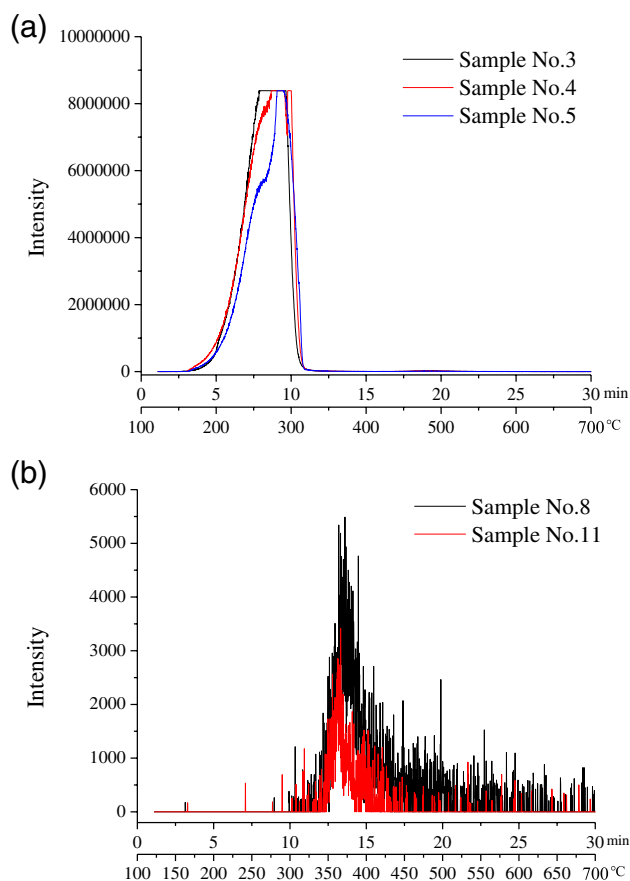 (a)
10000000
8000000
6000000
4000000
2000000
0
Intensity
Sample No.3
Sample No.4
Sample No.5
0 5 10 15 20 25 30 min
100 200 300 400 500 600 700 °C
(b)
6000
5000
4000
3000
2000
1000
0
Intensity
Sample No.8
Sample No.11
0 10 15 20 25 30 min
100 150 200 250 300 350 400 450 500 550 600 650 700 °C